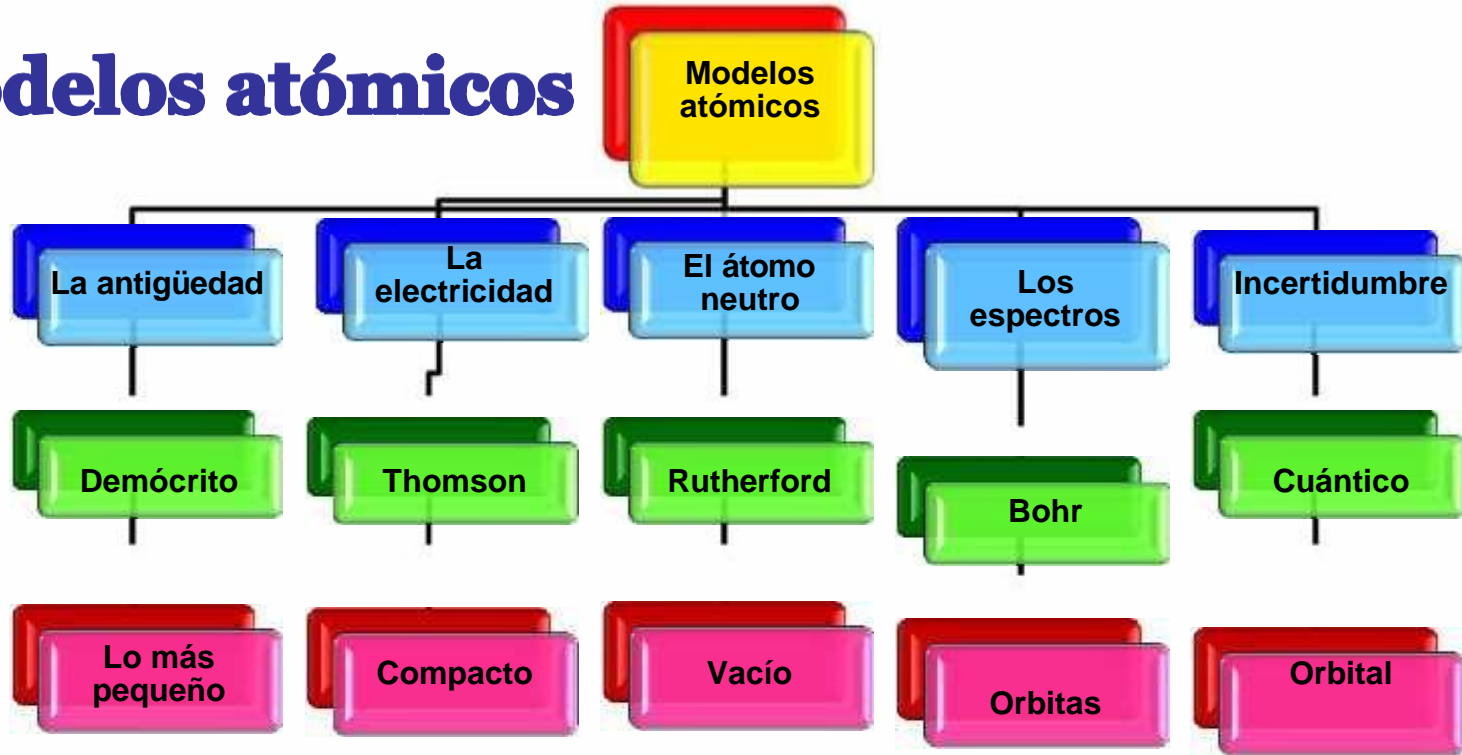 odelos atómicos
Modelos
atómicos
La antigüedad
La
electricidad
El átomo
neutro
Los
espectros
Incertidumbre
Demócrito
Thomson
Rutherford
Bohr
Cuántico
Lo más
pequeño
Compacto
Vacío
Orbitas
Orbital